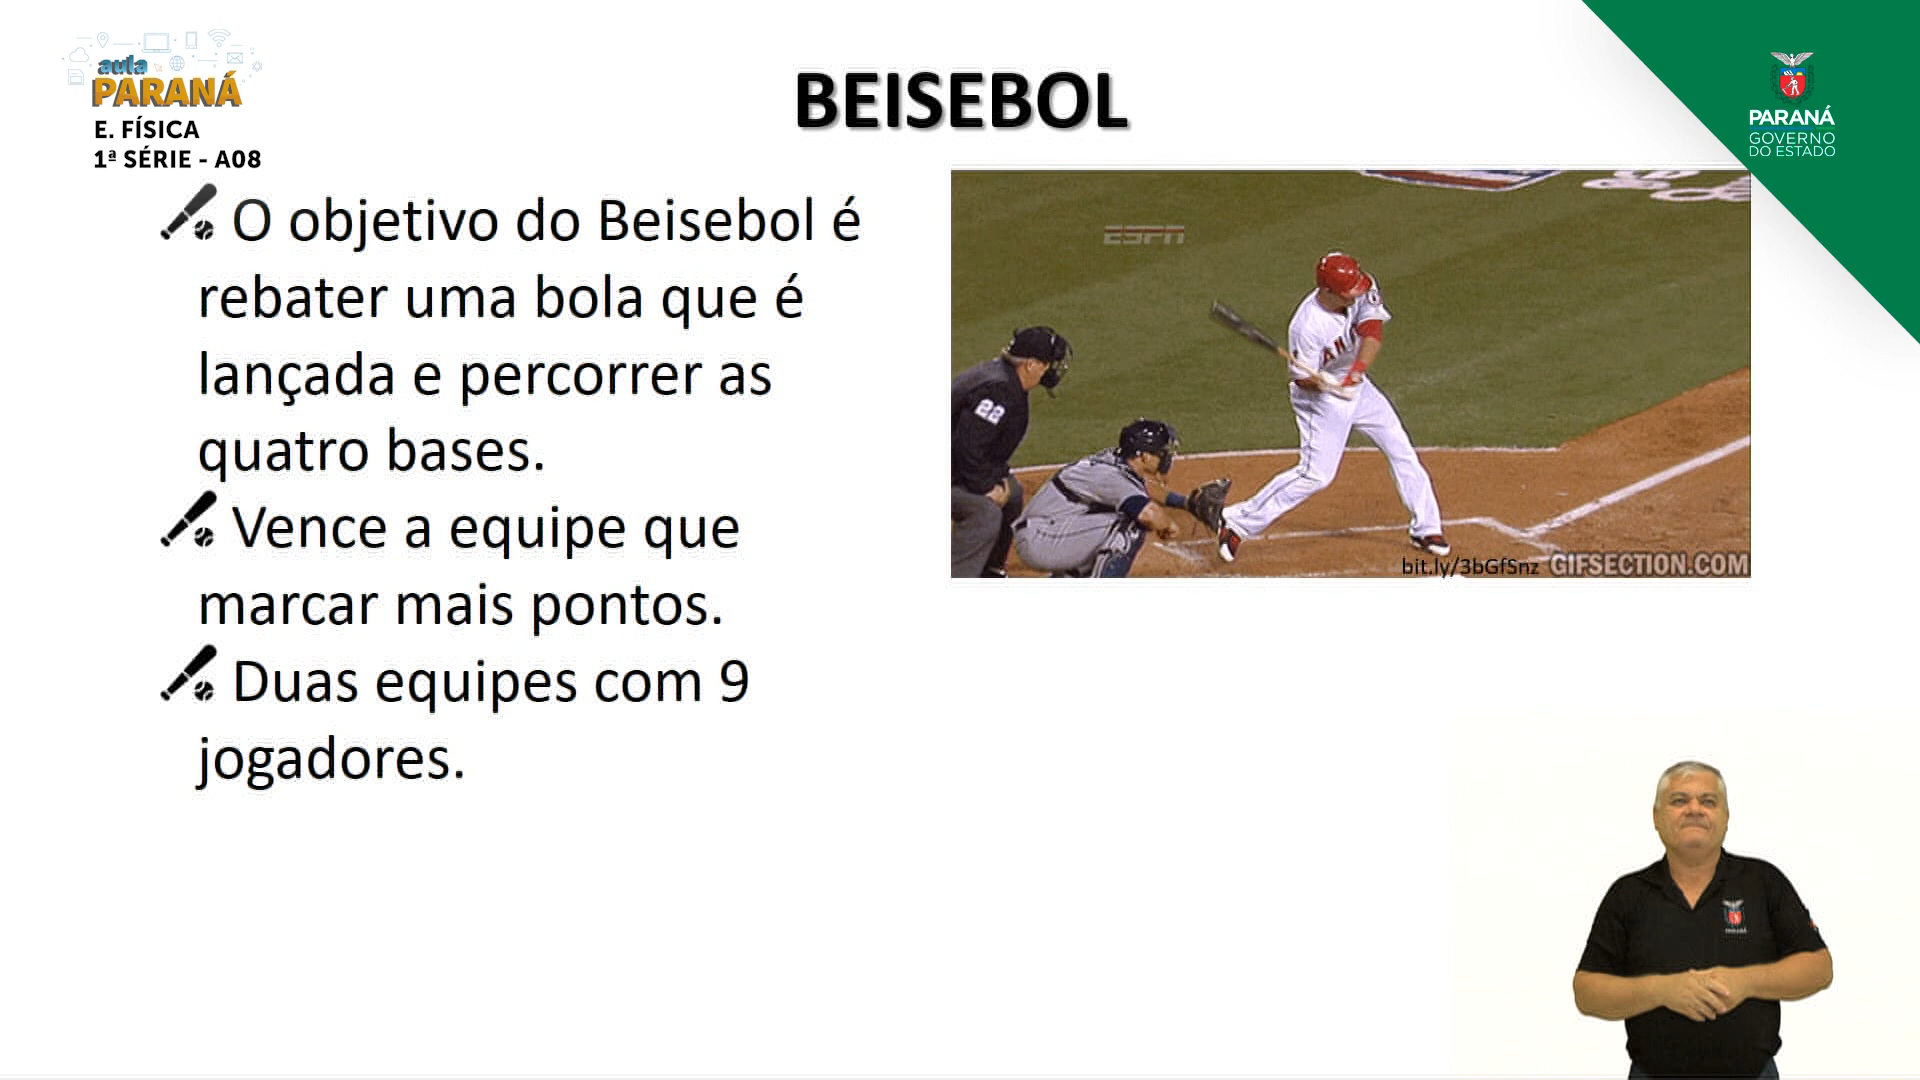 aula
PARANÁ
E. FÍSICA
1ª SÉRIE - A08
BEISEBOL
PARANÁ
GOVERNO
DO ESTADO
O objetivo do Beisebol é
rebater uma bola que é
lançada e percorrer as
quatro bases.
Vence a equipe que
marcar mais pontos.
Duas equipes com 9
jogadores.
ESPN
22
bit.ly/3bGfSnz GIFSECTION.COM